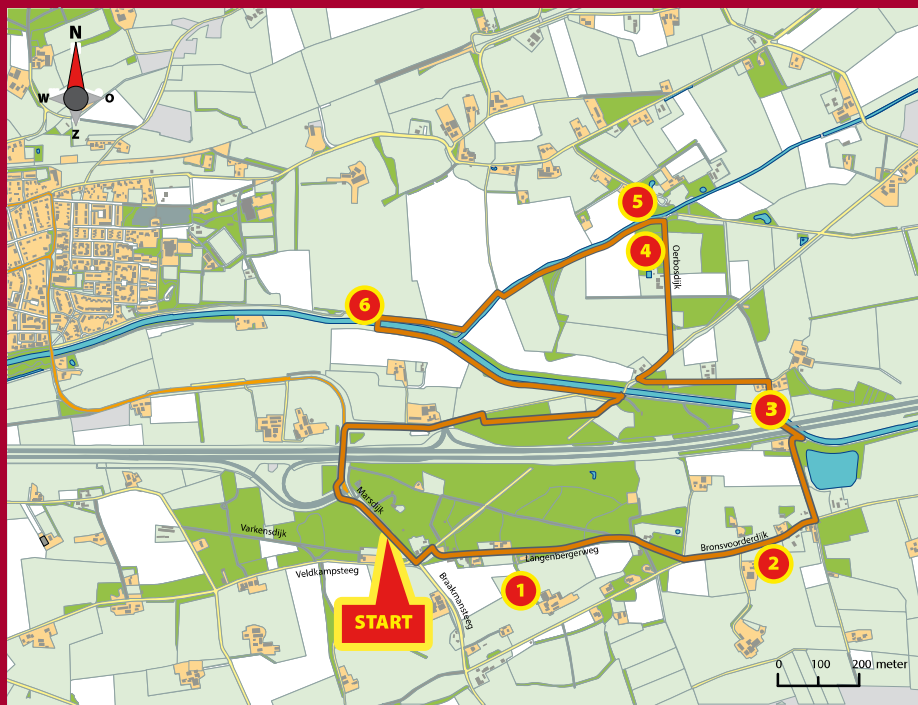 N
W O
Z
5
4
Oerbosdijk
6
3
Marsdijk
Varkensdijk
Bronsvoorderdijk
Langenbergerweg
2
Veldkampsteeg
1
Braakmansteeg
START
0 100 200 meter